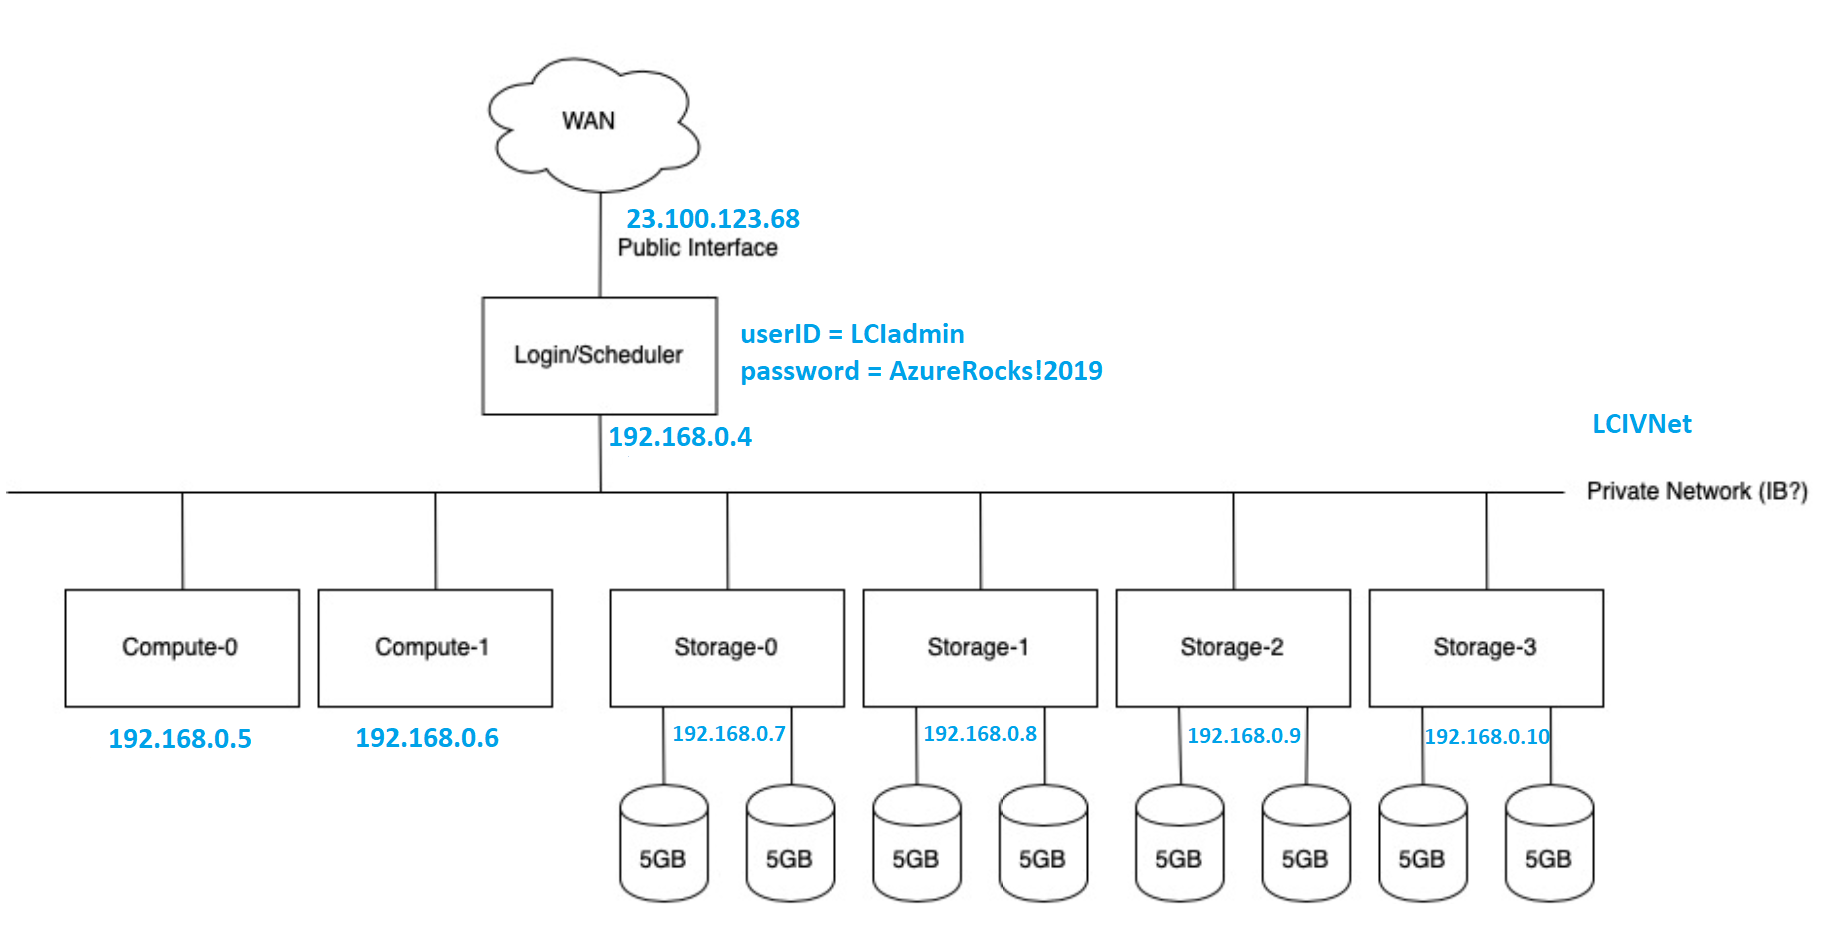 WAN
23.100.123.68
Public Interface
Login/Scheduler
userID = LCIadmin
password = AzureRocks!2019
192.168.0.4
LCIVNet
Private Network (IB?)
Compute-0
Compute-1
Storage-0
Storage-1
Storage-2
Storage-3
192.168.0.5
192.168.0.6
192.168.0.7
192.168.0.8
192.168.0.9
192.168.0.10
5GB
5GB
5GB
5GB
5GB
5GB
5GB
5GB